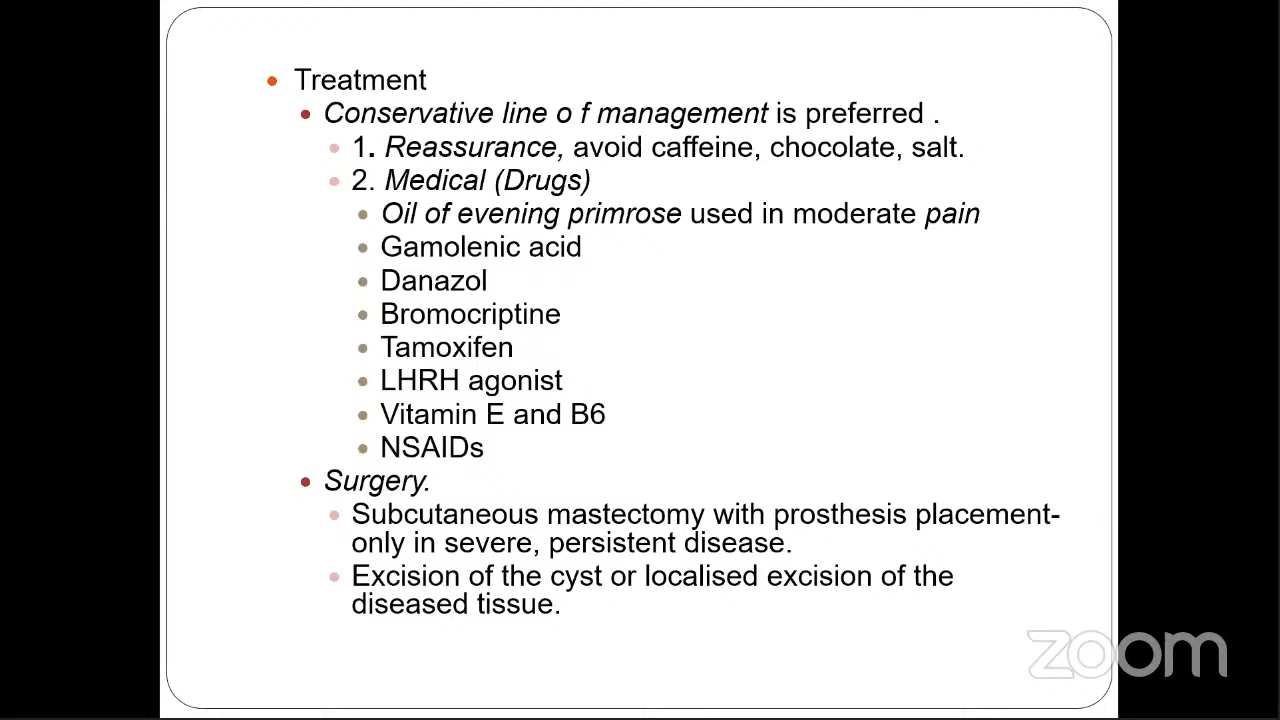 Treatment
Conservative line o f management is preferred .
1. Reassurance, avoid caffeine, chocolate, salt.
2. Medical (Drugs)
Oil of evening primrose used in moderate pain
Gamolenic acid
Danazol
Bromocriptine
Tamoxifen
LHRH agonist
Vitamin E and B6
NSAIDs
Surgery.
Subcutaneous mastectomy with prosthesis placement-
only in severe, persistent disease.
Excision of the cyst or localised excision of the
diseased tissue.
zoom